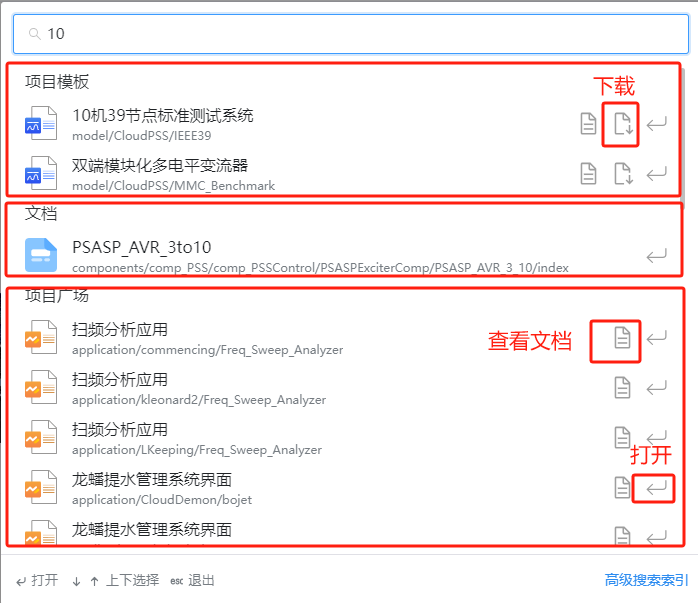 10
项目模板
下载
10机39节点标准测试系统
model/CloudPSS/IEEE39
双端模块化多电平变流器
model/CloudPSS/MMC_Benchmark
文档
PSASP_AVR_3to10
components/comp_PSS/comp_PSSControl/PSASPExciterComp/PSASP_AVR_3_10/index
项目广场
扫频分析应用
application/commencing/Freq_Sweep_Analyzer
查看文档
扫频分析应用
application/kleonard2/Freq_Sweep_Analyzer
扫频分析应用
application/LKeeping/Freq_Sweep_Analyzer
打开
龙蟠提水管理系统界面
application/CloudDemon/bojet
龙蟠提水管理系统界面
打开 上下选择 esc 退出 高级搜索索引